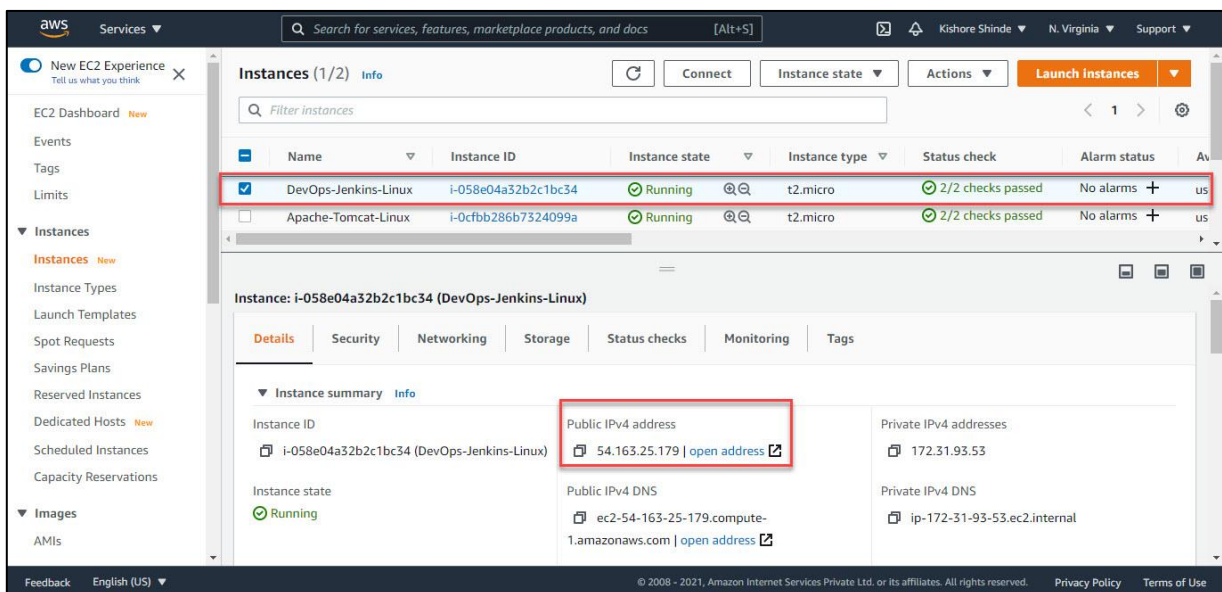 aws Services ▼ Search for services, features, marketplace products, and docs [Alt+S] Kishore Shinde ▼ N. Virginia ▼ Support ▼
New EC2 Experience
Tell us what you think
EC2 Dashboard New
Events
Tags
Limits
▼ Instances
Instances New
Instance Types
Launch Templates
Spot Requests
Savings Plans
Reserved Instances
Dedicated Hosts New
Scheduled Instances
Capacity Reservations
▼ Images
AMIs
Instances (1/2) Info Connect Instance state ▼ Actions ▼ Launch instances ▼
Filter instances < 1 >
Name Instance ID Instance state Instance type Status check Alarm status Av
DevOps-Jenkins-Linux i-058e04a32b2c1bc34 Running t2.micro 2/2 checks passed No alarms + us
Apache-Tomcat-Linux i-0cfbb286b7324099a Running t2.micro 2/2 checks passed No alarms + us
Instance: i-058e04a32b2c1bc34 (DevOps-Jenkins-Linux)
Details Security Networking Storage Status checks Monitoring Tags
▼ Instance summary Info
Instance ID Public IPv4 address Private IPv4 addresses
i-058e04a32b2c1bc34 (DevOps-Jenkins-Linux) 54.163.25.179 | open address 172.31.93.53
Instance state Public IPv4 DNS Private IPv4 DNS
Running ec2-54-163-25-179.compute- ip-172-31-93-53.ec2.internal
1.amazonaws.com | open address
Feedback English (US) ▼ © 2008 - 2021, Amazon Internet Services Private Ltd. or its affiliates. All rights reserved. Privacy Policy Terms of Use